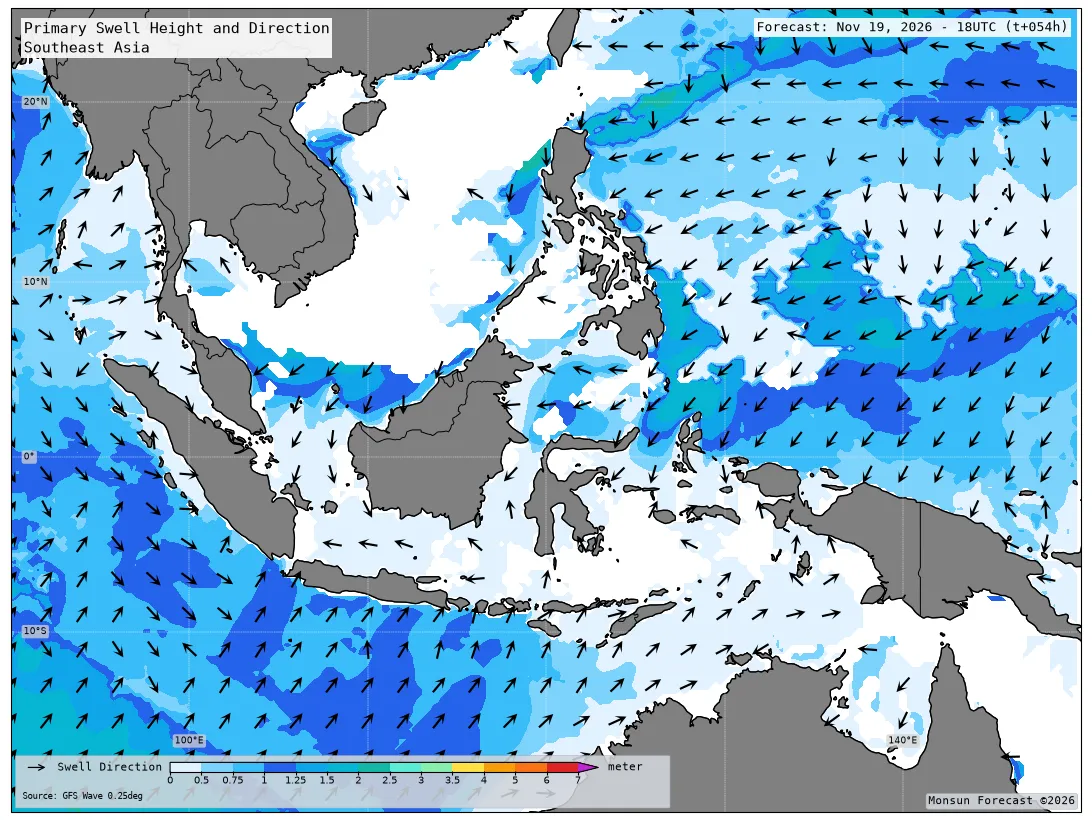 Primary Swell Height and Direction
Southeast Asia
Forecast: Nov 19, 2026 - 18UTC (t+054h)
20°N
10°N
0°
10°S
100°E
140°E
Swell Direction
0 0.5 0.75 1 1.25 1.5 2 2.5 3 3.5 4 5 6 7
meter
Source: GFS Wave 0.25deg
Monsun Forecast ©2026